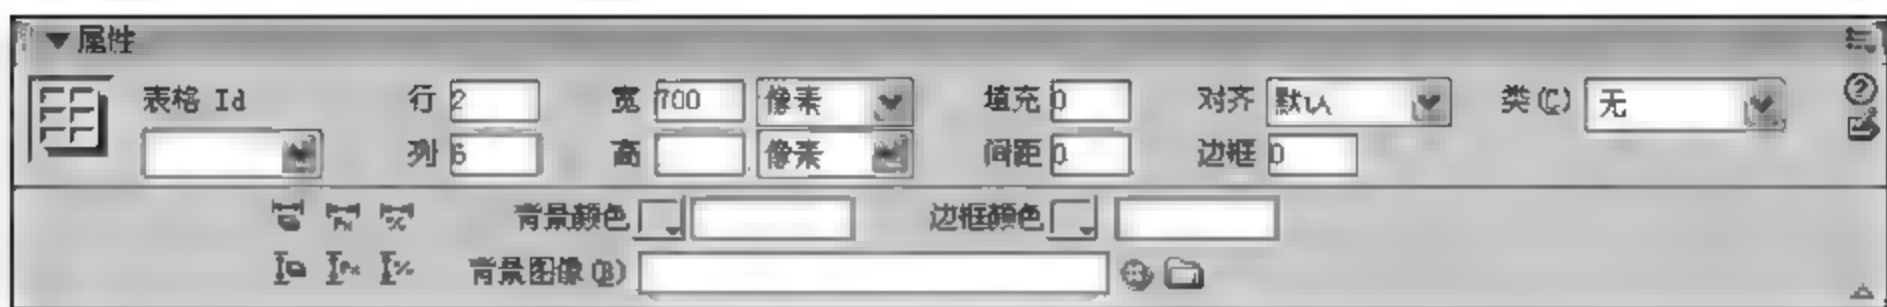 属性
表格 Id 行 2 宽 700 像素 填充 0 对齐 默认 类(C) 无
列 6 高 像素 间距 0 边框 0
背景颜色 边框颜色
背景图像(B)